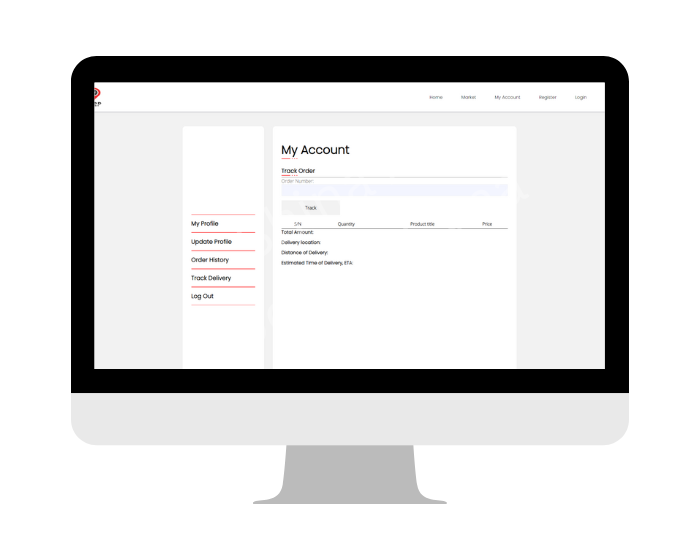 Home Market My Account Register Login
My Account
Track Order
Order Number:
Track
S/N Quantity Product title Price
Total Amount:
Delivery location:
Distance of Delivery:
Estimated Time of Delivery, ETA:
My Profile
Update Profile
Order History
Track Delivery
Log Out